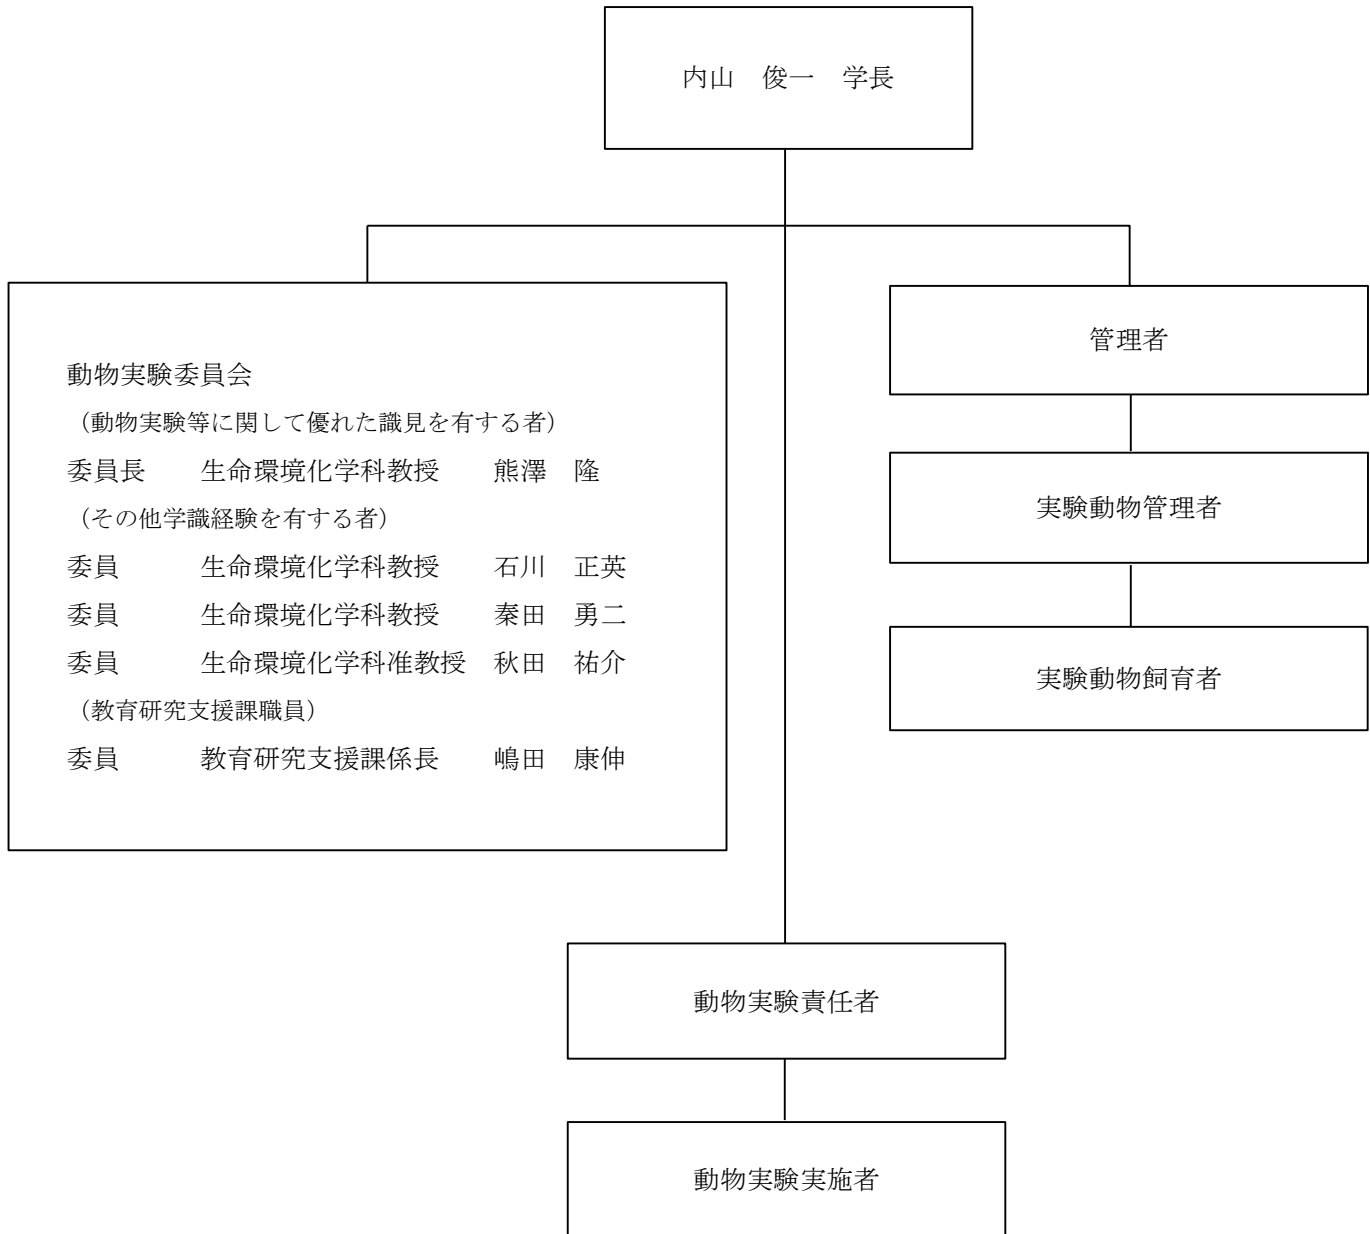 内山　俊一　学長
動物実験委員会
（動物実験等に関して優れた識見を有する者）
委員長　　生命環境化学科教授　　熊澤　隆
（その他学識経験を有する者）
委員　　　生命環境化学科教授　　石川　正英
委員　　　生命環境化学科教授　　秦田　勇二
委員　　　生命環境化学科准教授　秋田　祐介
（教育研究支援課職員）
委員　　　教育研究支援課係長　　嶋田　康伸
管理者
実験動物管理者
実験動物飼育者
動物実験責任者
動物実験実施者